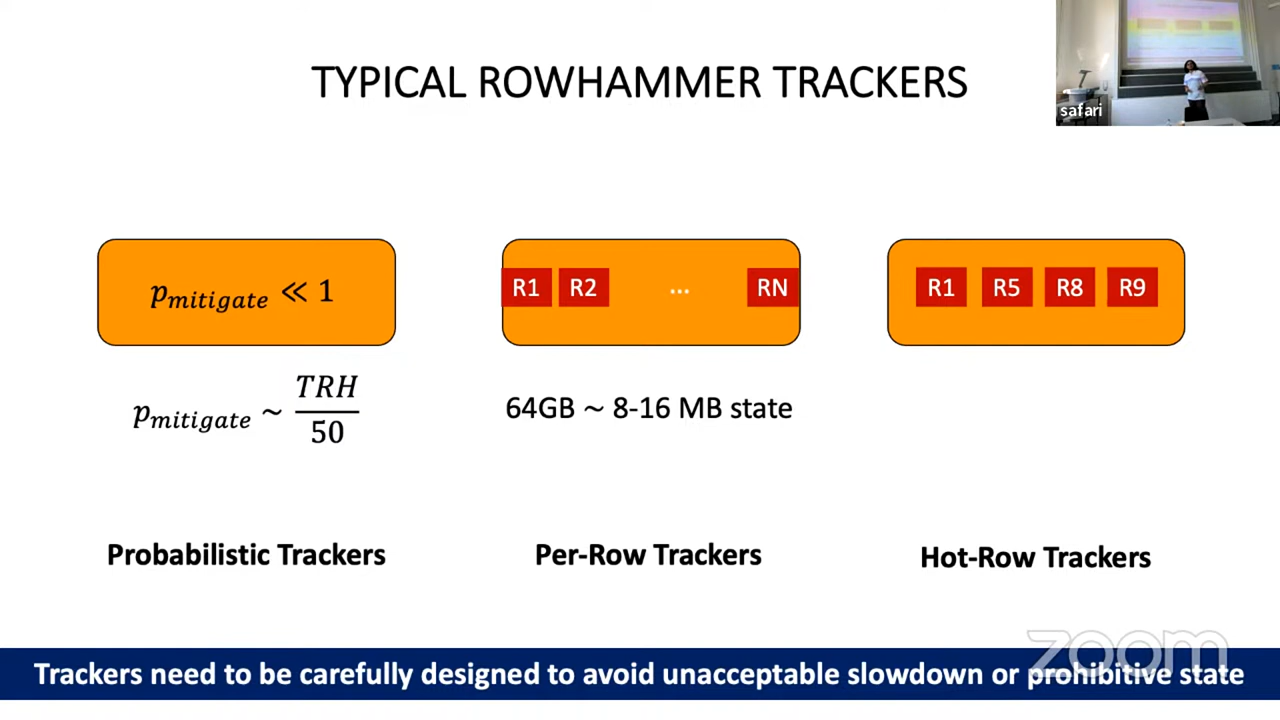 TYPICAL ROWHAMMER TRACKERS
safari
p_mitigate ≪ 1
R1 R2 ... RN
R1 R5 R8 R9
p_mitigate ~ TRH/50
64GB ~ 8-16 MB state
Probabilistic Trackers
Per-Row Trackers
Hot-Row Trackers
zoom
Trackers need to be carefully designed to avoid unacceptable slowdown or prohibitive state